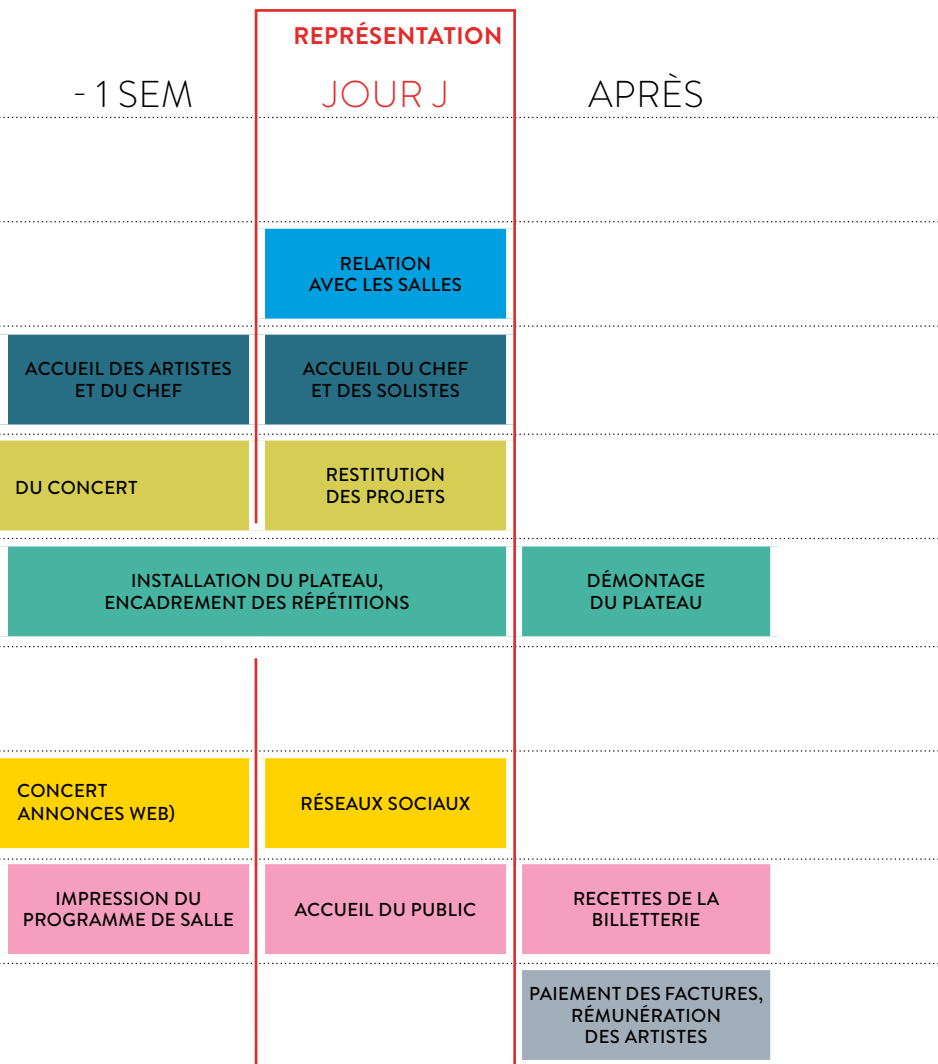 REPRÉSENTATION
- 1 SEM
JOUR J
APRÈS
RELATION
AVEC LES SALLES
ACCUEIL DES ARTISTES
ET DU CHEF
ACCUEIL DU CHEF
ET DES SOLISTES
DU CONCERT
RESTITUTION
DES PROJETS
INSTALLATION DU PLATEAU,
ENCADREMENT DES RÉPÉTITIONS
DÉMONTAGE
DU PLATEAU
CONCERT
ANNONCES WEB)
RÉSEAUX SOCIAUX
IMPRESSION DU
PROGRAMME DE SALLE
ACCUEIL DU PUBLIC
RECETTES DE LA
BILLETTERIE
PAIEMENT DES FACTURES,
RÉMUNÉRATION
DES ARTISTES